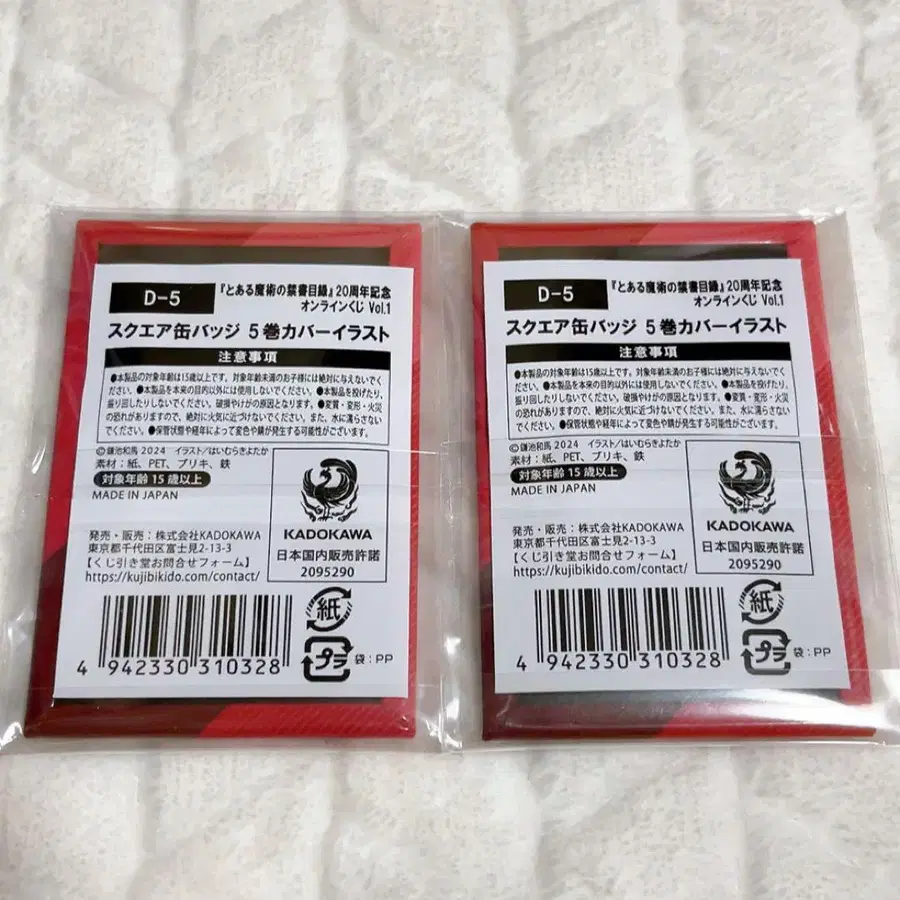 D-5
『とある魔術の禁書目録』20周年記念
オンラインくじ Vol.1
スクエア缶バッジ 5巻カバーイラスト
注意事項
●本製品の対象年齢は15歳以上です。対象年齢未満のお子様には絶対に与えないでく
ださい。●本製品を本来の目的以外には使用しないでください。●本製品を投げたり、
振り回したりしないでください。破損やけがの原因となります。●変質・変形・火災
の恐れがありますので、絶対に火気に近づけないでください。また、水に濡らさない
でください。●保管状態や経年によって変色や錆が発生する可能性がございます。
©鎌池和馬 2024 イラスト/はいむらきよたか
素材:紙、PET、ブリキ、鉄
対象年齢15歳以上
MADE IN JAPAN
発売・販売:株式会社KADOKAWA
東京都千代田区富士見2-13-3
【くじ引き堂お問合せフォーム】
https://kujibikido.com/contact/
KADOKAWA
日本国内販売許諾
2095290
4 942330 310328
紙
プラ
袋:PP
D-5
『とある魔術の禁書目録』20周年記念
オンラインくじ Vol.1
スクエア缶バッジ 5巻カバーイラスト
注意事項
●本製品の対象年齢は15歳以上です。対象年齢未満のお子様には絶対に与えないでく
ださい。●本製品を本来の目的以外には使用しないでください。●本製品を投げたり、
振り回したりしないでください。破損やけがの原因となります。●変質・変形・火災
の恐れがありますので、絶対に火気に近づけないでください。また、水に濡らさない
でください。●保管状態や経年によって変色や錆が発生する可能性がございます。
©鎌池和馬 2024 イラスト/はいむらきよたか
素材:紙、PET、ブリキ、鉄
対象年齢15歳以上
MADE IN JAPAN
発売・販売:株式会社KADOKAWA
東京都千代田区富士見2-13-3
【くじ引き堂お問合せフォーム】
https://kujibikido.com/contact/
KADOKAWA
日本国内販売許諾
2095290
4 942330 310328
紙
プラ
袋:PP